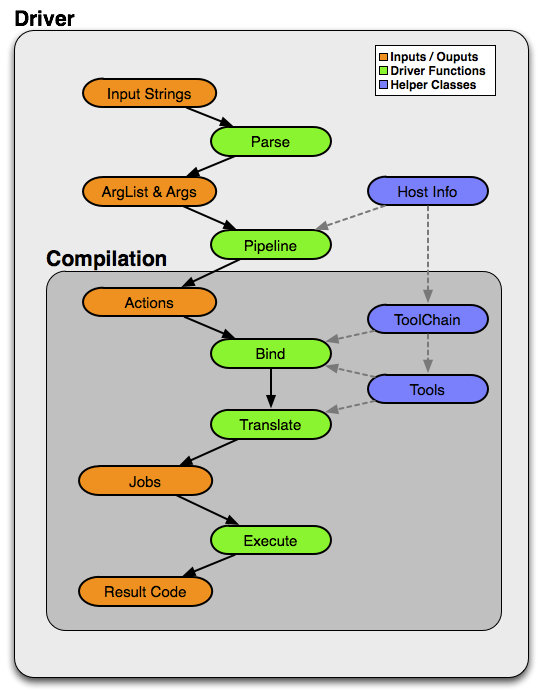 Driver
Inputs / Ouputs
Driver Functions
Helper Classes
Input Strings
Parse
ArgList & Args
Host Info
Pipeline
Compilation
Actions
ToolChain
Bind
Tools
Translate
Jobs
Execute
Result Code